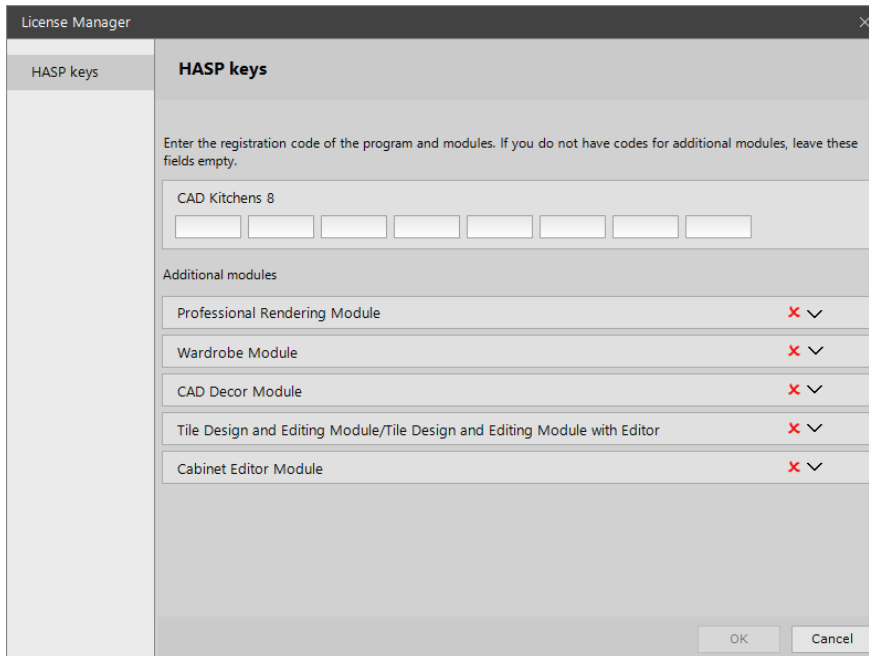 License Manager
HASP keys
HASP keys
Enter the registration code of the program and modules. If you do not have codes for additional modules, leave these
fields empty.
CAD Kitchens 8
Additional modules
Professional Rendering Module
Wardrobe Module
CAD Decor Module
Tile Design and Editing Module/Tile Design and Editing Module with Editor
Cabinet Editor Module
OK
Cancel